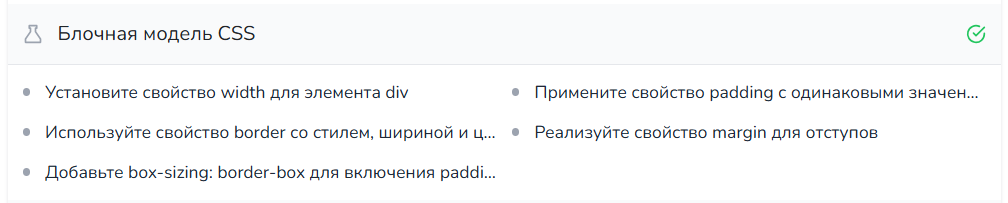 Блочная модель CSS
Установите свойство width для элемента div
Примените свойство padding с одинаковыми значен...
Используйте свойство border со стилем, шириной и ц...
Реализуйте свойство margin для отступов
Добавьте box-sizing: border-box для включения paddi...